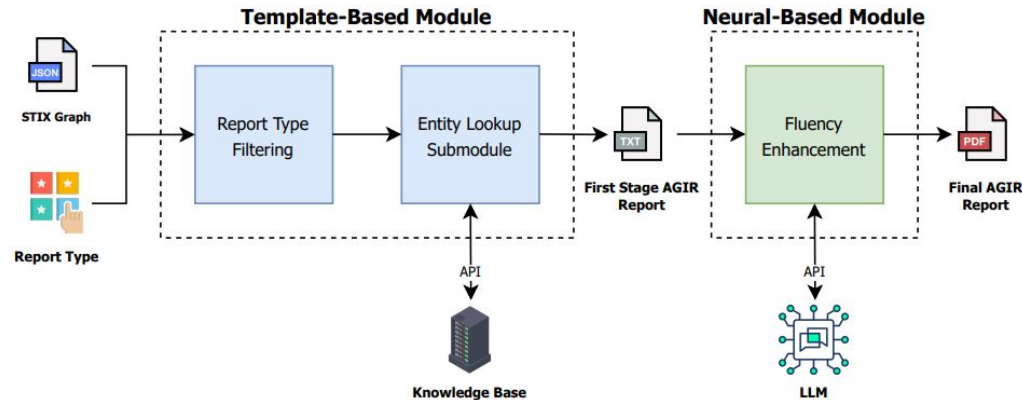 Template-Based Module
Neural-Based Module
JSON
STIX Graph
Report Type
Report Type
Filtering
Entity Lookup
Submodule
TXT
First Stage AGIR
Report
Fluency
Enhancement
PDF
Final AGIR
Report
API
Knowledge Base
API
LLM